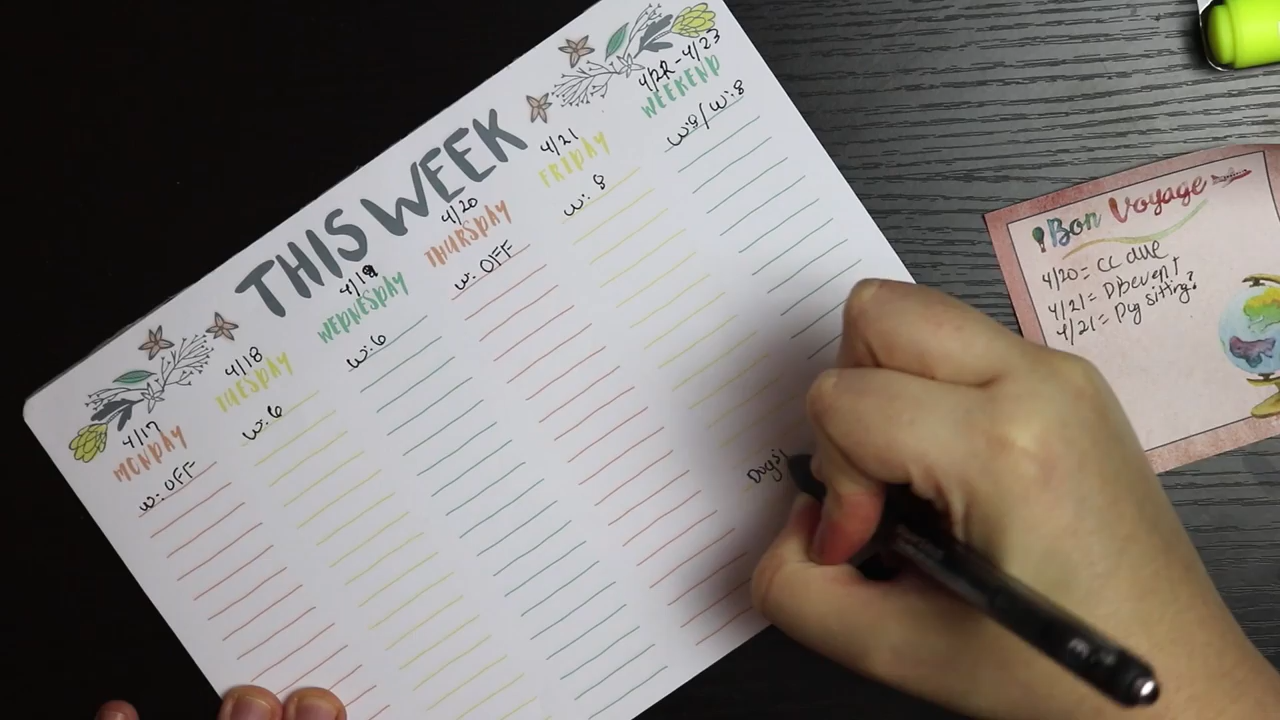 THIS WEEK
4/17
MONDAY
W: OFF
4/18
TUESDAY
W: 6
4/19
WEDNESDAY
W: 6
4/20
THURSDAY
W: OFF
4/21
FRIDAY
W: 8
Dogsi
4/22-4/23
WEEKEND
W:8/W:8
Bon Voyage
4/20= CC due
4/21= Dbevent
4/21= Dog sitting?